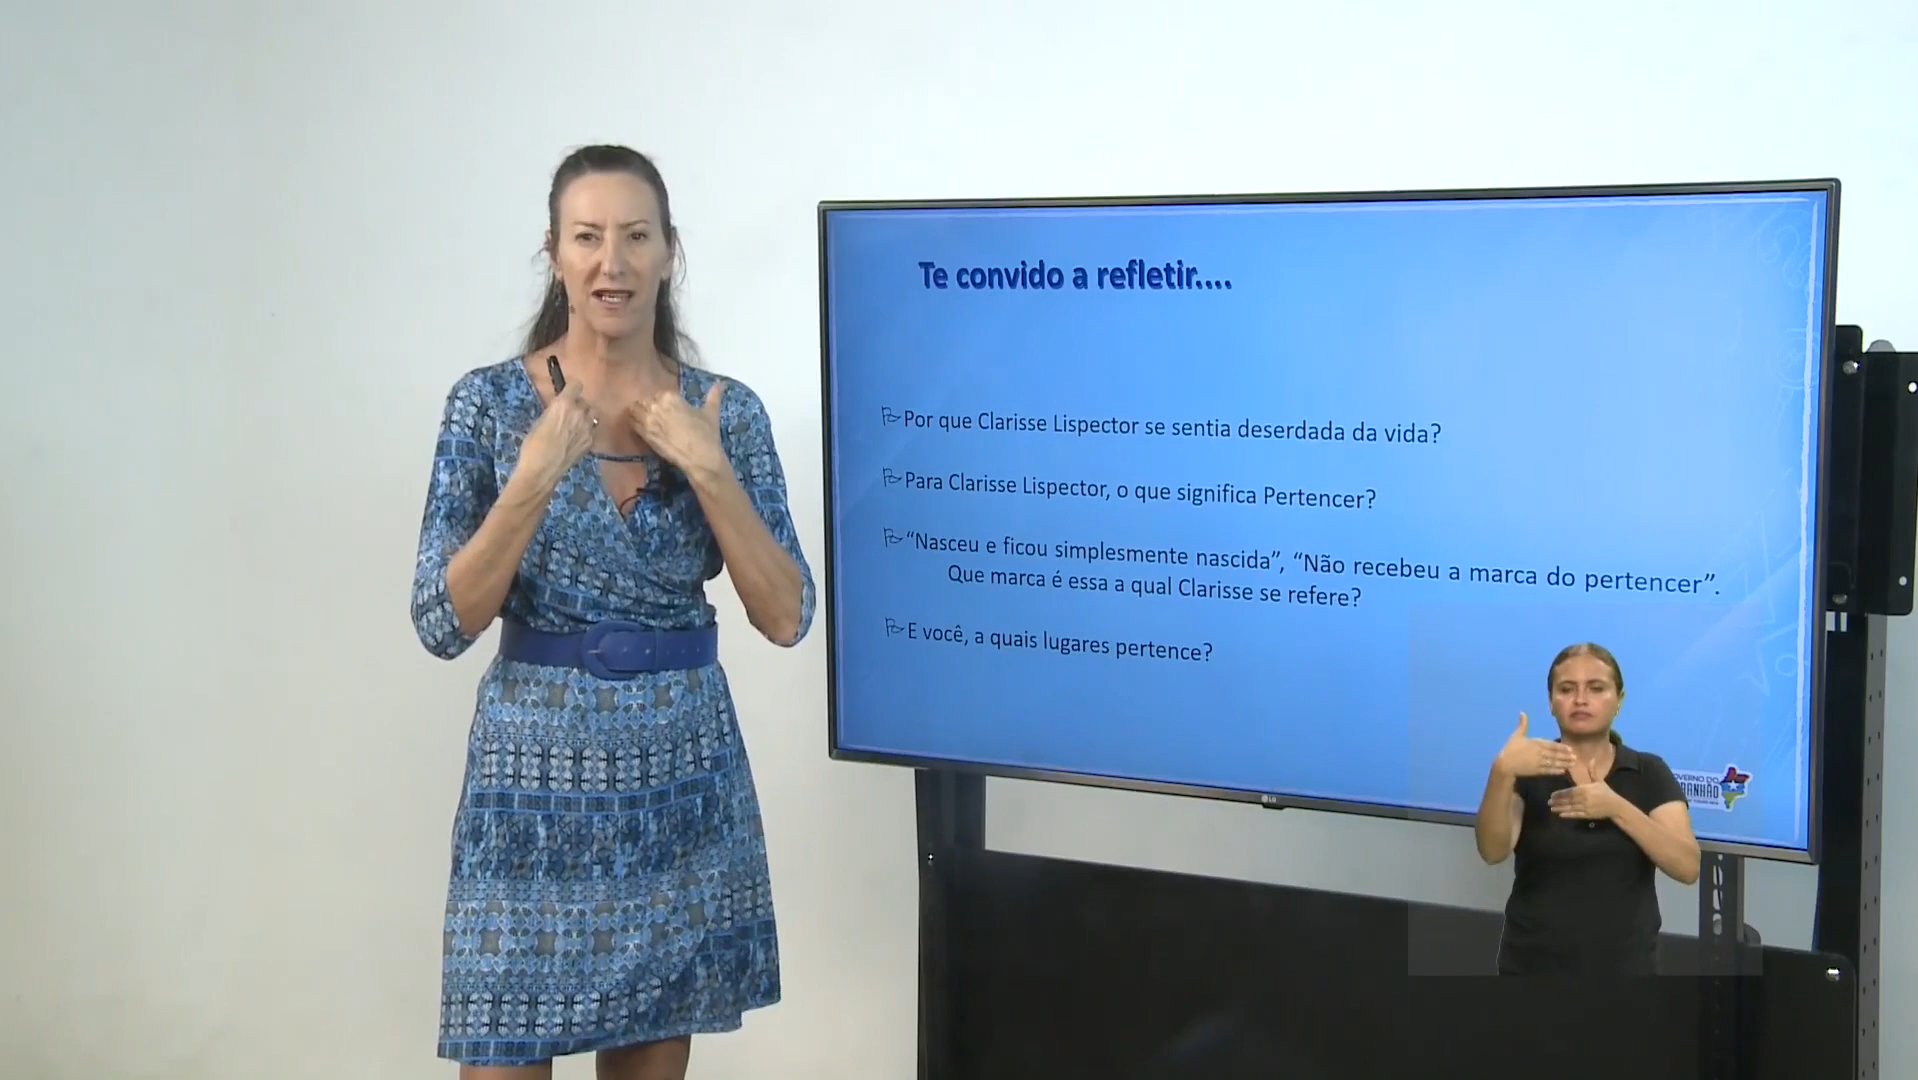 Te convido a refletir....
Por que Clarisse Lispector se sentia deserdada da vida?
Para Clarisse Lispector, o que significa Pertencer?
“Nasceu e ficou simplesmente nascida”, “Não recebeu a marca do pertencer”.
Que marca é essa a qual Clarisse se refere?
E você, a quais lugares pertence?
LG